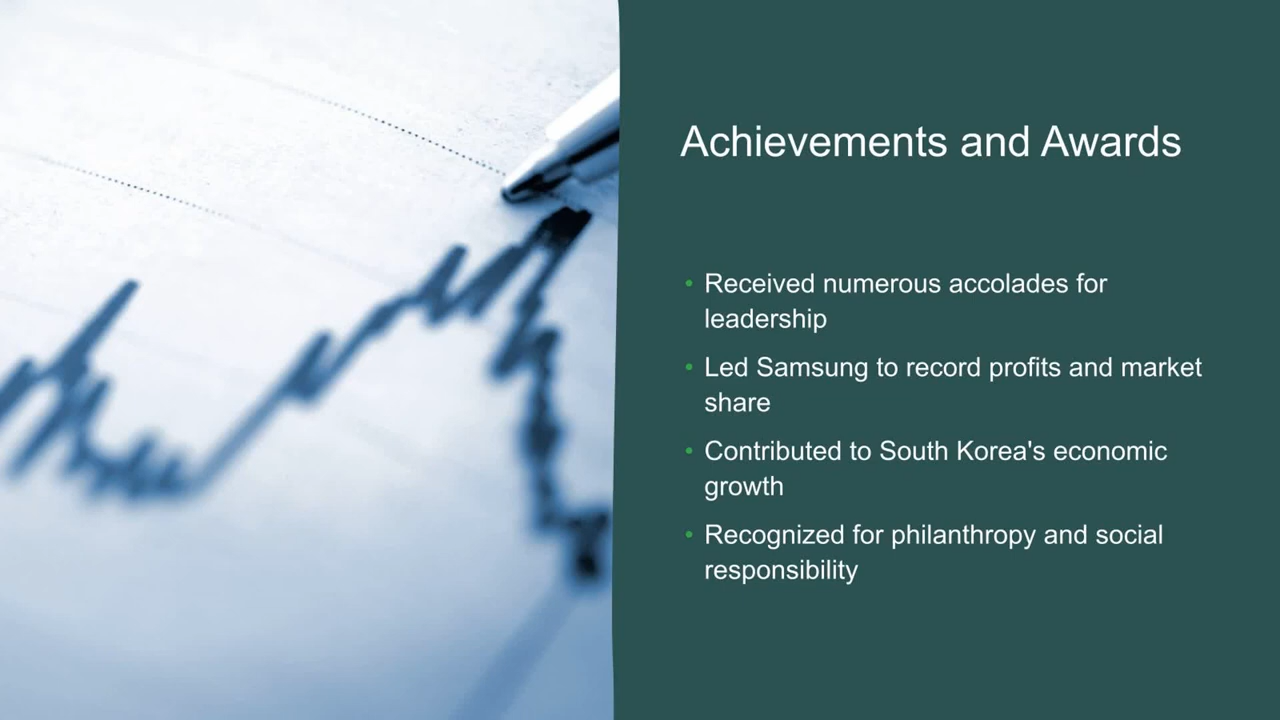 Achievements and Awards
• Received numerous accolades for
leadership
• Led Samsung to record profits and market
share
• Contributed to South Korea's economic
growth
• Recognized for philanthropy and social
responsibility